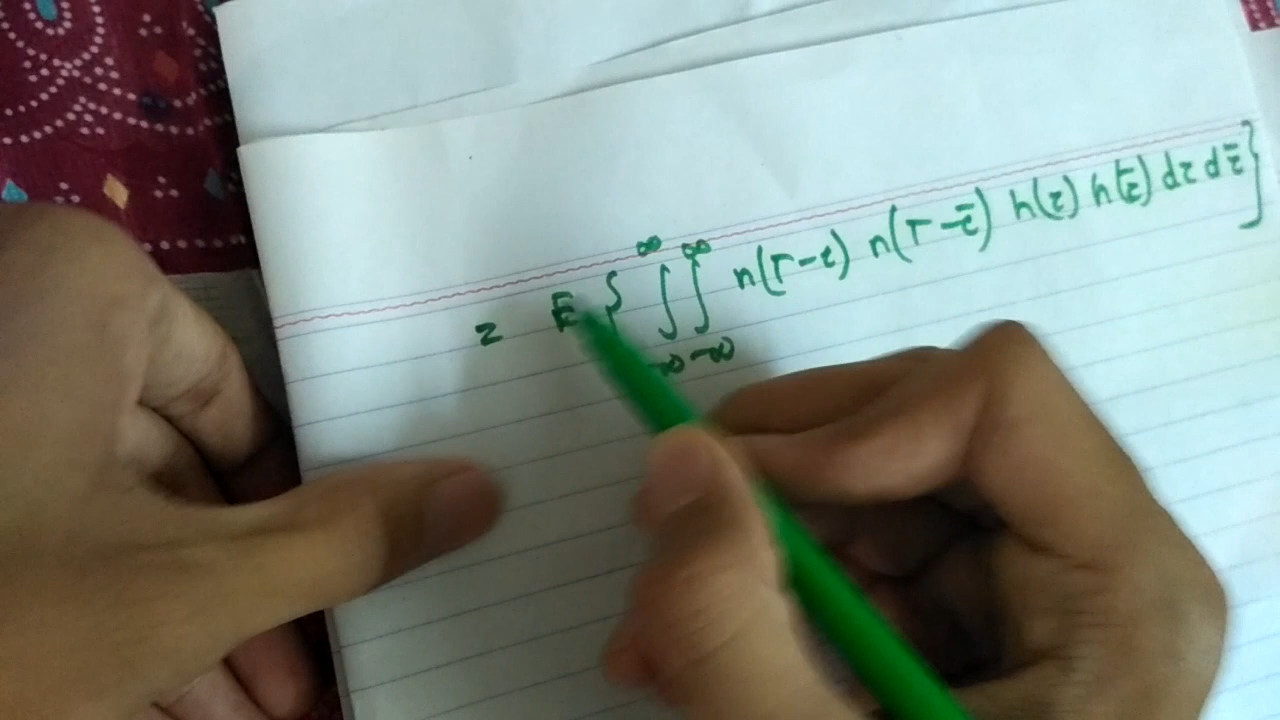 = E { ∫_{-∞}^{∞} ∫_{-∞}^{∞} n(T-τ) n(T-τ̄) h(τ) h(τ̄) dτ dτ̄ }